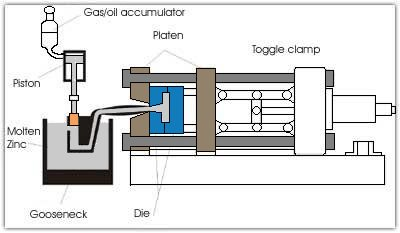 Gas/oil accumulator
Platen
Toggle clamp
Piston
Molten
Zinc
Gooseneck
Die